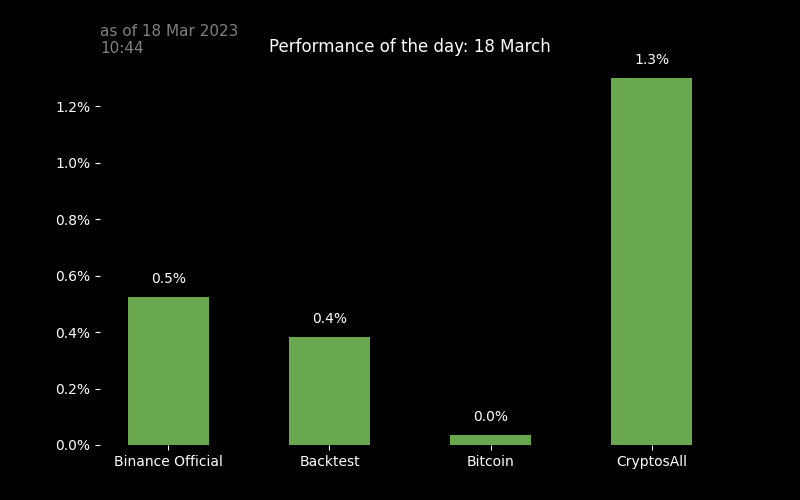 as of 18 Mar 2023
10:44
Performance of the day: 18 March
1.3%
1.2%
1.0%
0.8%
0.6%
0.5%
0.4%
0.4%
0.2%
0.0%
0.0%
Binance Official
Backtest
Bitcoin
CryptosAll